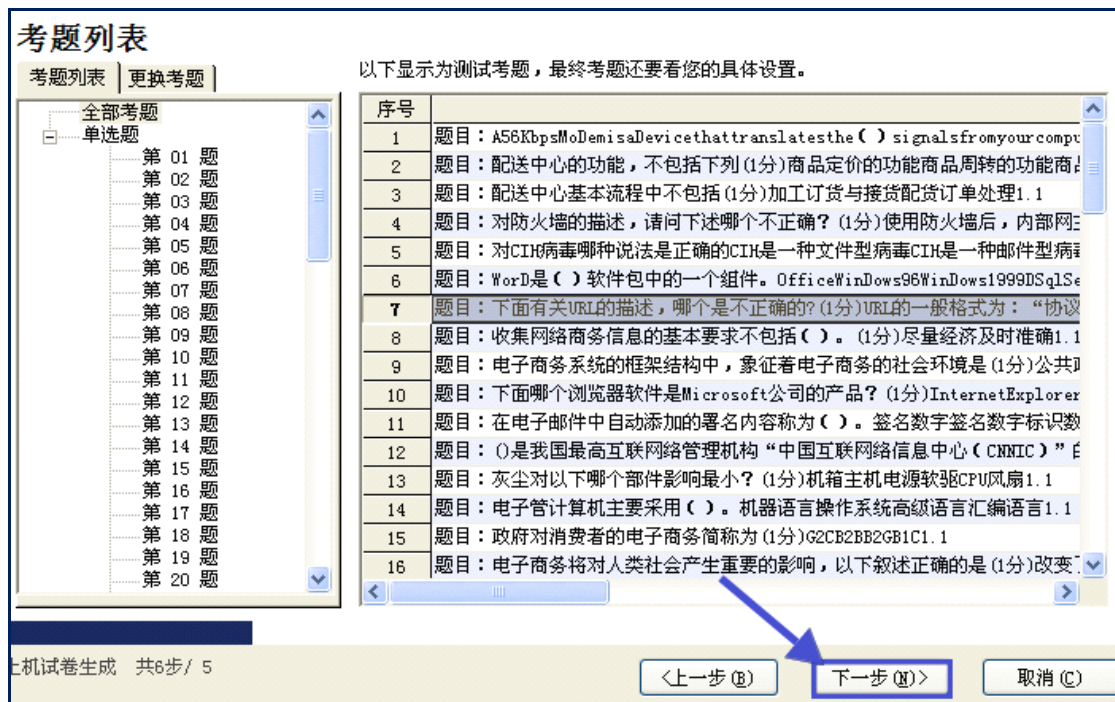 考题列表
考题列表 更换考题
以下显示为测试考题，最终考题还要看您的具体设置。
全部考题
单选题
第 01 题
第 02 题
第 03 题
第 04 题
第 05 题
第 06 题
第 07 题
第 08 题
第 09 题
第 10 题
第 11 题
第 12 题
第 13 题
第 14 题
第 15 题
第 16 题
第 17 题
第 18 题
第 19 题
第 20 题
序号
1 题目：A56KbpsMoDemisaDevicethattranslatesthe（ ）signalsfromyourcompu
2 题目：配送中心的功能，不包括下列(1分)商品定价的功能商品周转的功能商
3 题目：配送中心基本流程中不包括(1分)加工订货与接货配货订单处理1.1
4 题目：对防火墙的描述，请问下述哪个不正确？(1分)使用防火墙后，内部网
5 题目：对CIH病毒哪种说法是正确的CIH是一种文件型病毒CIH是一种邮件型病毒
6 题目：WorD是（ ）软件包中的一个组件。OfficeWinDows96WinDows1999DSqlSe
7 题目：下面有关URL的描述，哪个是不正确的?(1分)URL的一般格式为：“协议
8 题目：收集网络商务信息的基本要求不包括（ ）。(1分)尽量经济及时准确1.1
9 题目：电子商务系统的框架结构中，象征着电子商务的社会环境是(1分)公共
10 题目：下面哪个浏览器软件是Microsoft公司的产品？(1分)InternetExplorer
11 题目：在电子邮件中自动添加的署名内容称为（ ）。签名数字签名数字标识数
12 题目：()是我国最高互联网络管理机构“中国互联网络信息中心（CNNIC）”
13 题目：灰尘对以下哪个部件影响最小？(1分)机箱主机电源软驱CPU风扇1.1
14 题目：电子管计算机主要采用（ ）。机器语言操作系统高级语言汇编语言1.1
15 题目：政府对消费者的电子商务简称为(1分)G2CB2BB2GB1C1.1
16 题目：电子商务将对人类社会产生重要的影响，以下叙述正确的是(1分)改变
上机试卷生成 共6步/ 5
<上一步(B) 下一步(N)> 取消(C)